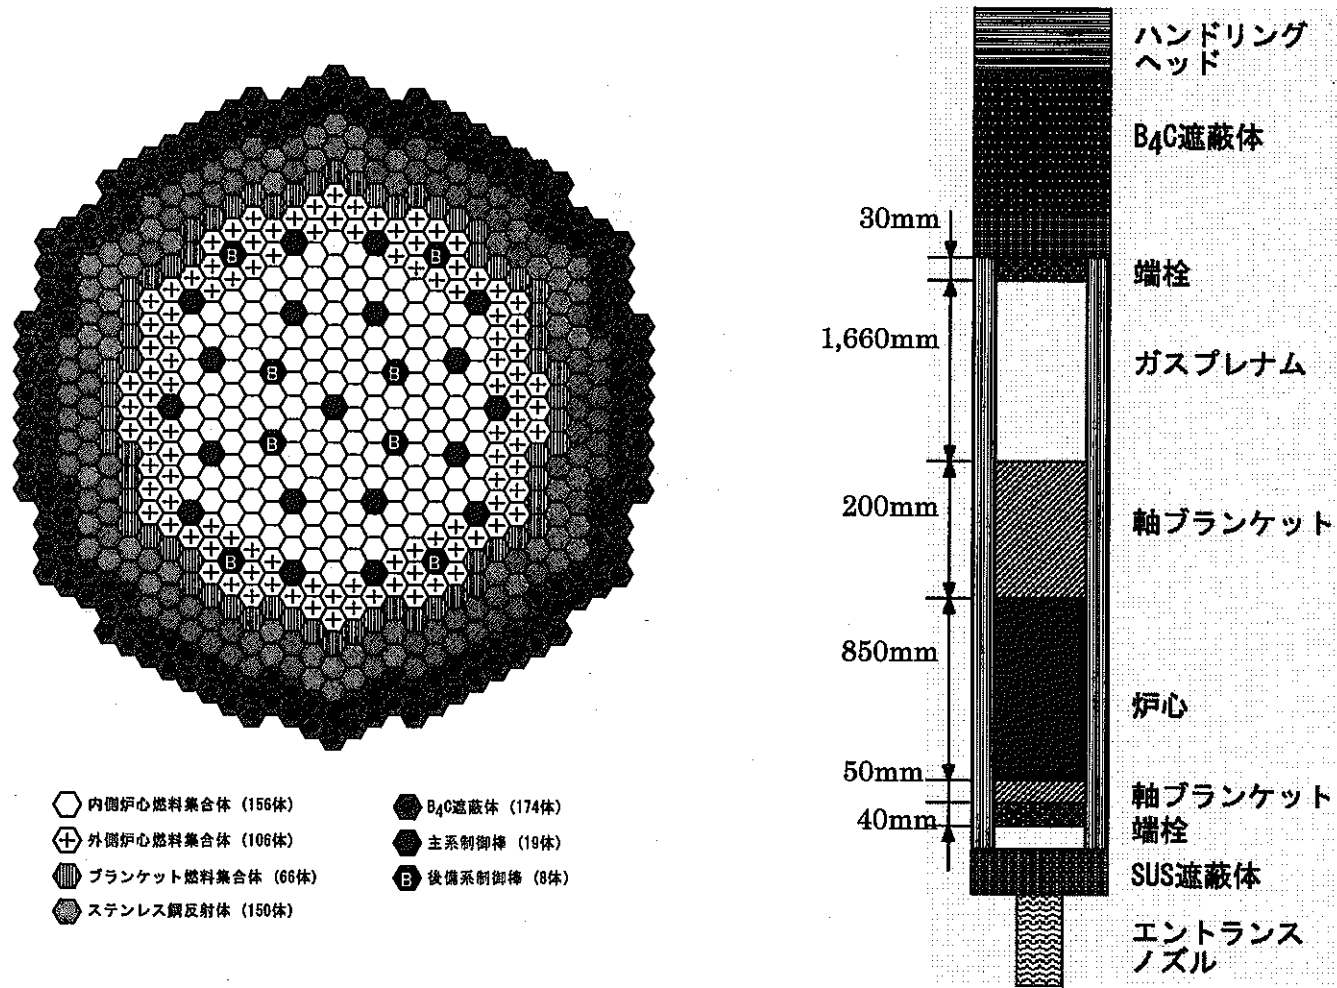 内側炉心燃料集合体 (156体)
外側炉心燃料集合体 (106体)
ブランケット燃料集合体 (66体)
ステンレス鋼反射体 (150体)
B4C遮蔽体 (174体)
主系制御棒 (19体)
B 後備系制御棒 (8体)
B
B
B
B
B
B
B
B
ハンドリング
ヘッド
B4C遮蔽体
30mm
端栓
1,660mm
ガスプレナム
200mm
軸ブランケット
850mm
炉心
50mm
軸ブランケット
40mm
端栓
SUS遮蔽体
エントランス
ノズル